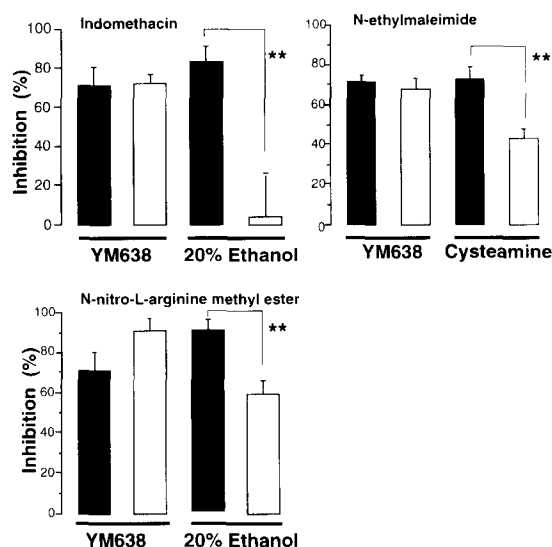 Indomethacin
Inhibition (%)
100
80
60
40
20
0
**
YM638
20% Ethanol
N-ethylmaleimide
100
80
60
40
20
0
**
YM638
Cysteamine
N-nitro-L-arginine methyl ester
Inhibition (%)
100
80
60
40
20
0
**
YM638
20% Ethanol